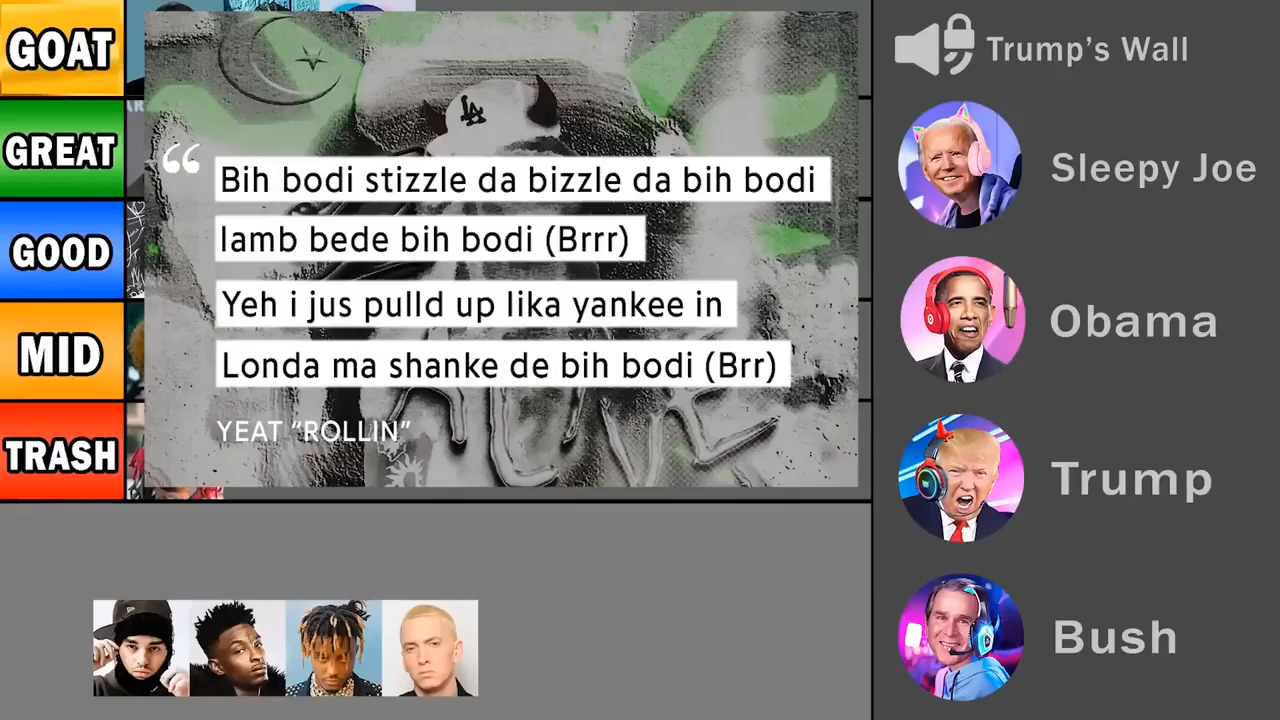 GOAT
GREAT
GOOD
MID
TRASH
“
Bih bodi stizzle da bizzle da bih bodi
lamb bede bih bodi (Brrr)
Yeh i jus pulld up lika yankee in
Londa ma shanke de bih bodi (Brr)
YEAT “ROLLIN”
LA
ALIVE
Trump's Wall
Sleepy Joe
Obama
Trump
Bush